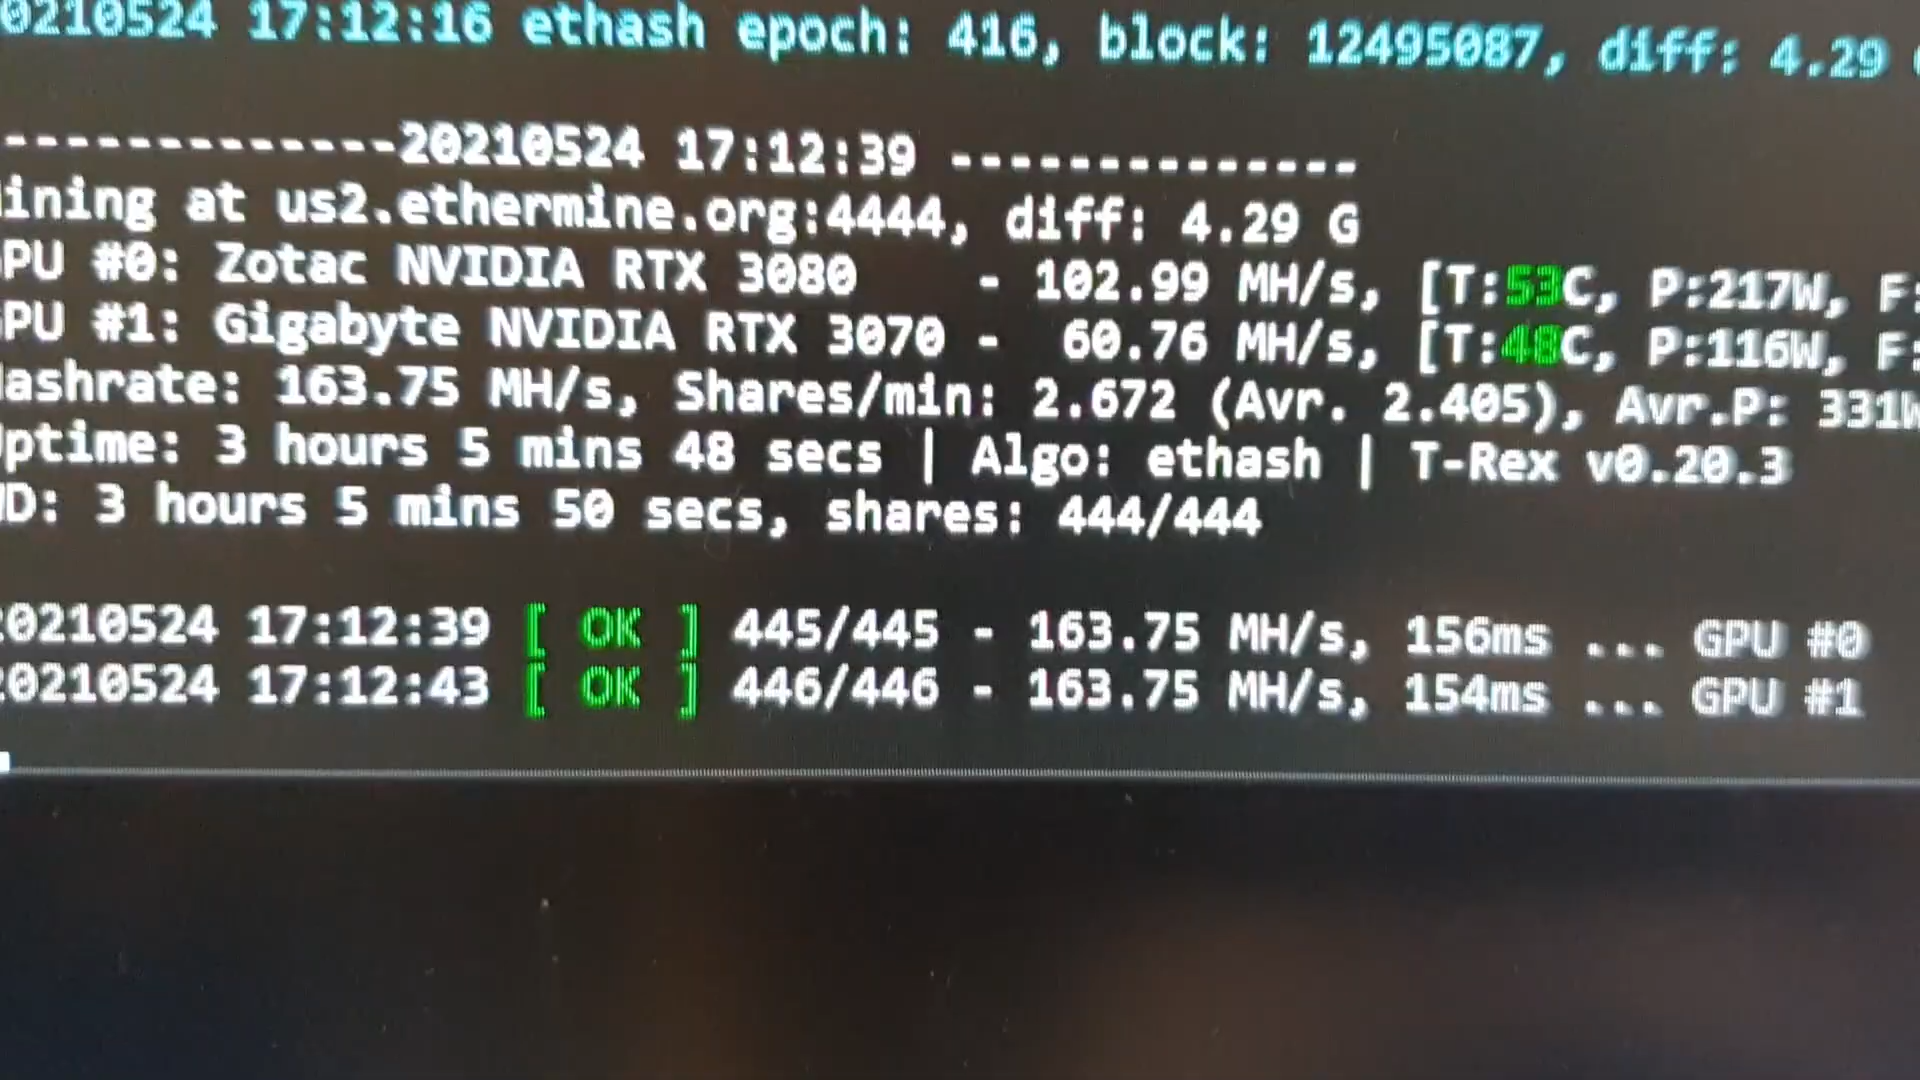 0210524 17:12:16 ethash epoch: 416, block: 12495087, diff: 4.29
-------------20210524 17:12:39 --------------
ining at us2.ethermine.org:4444, diff: 4.29 G
PU #0: Zotac NVIDIA RTX 3080 - 102.99 MH/s, [T:53C, P:217W, F:
PU #1: Gigabyte NVIDIA RTX 3070 - 60.76 MH/s, [T:48C, P:116W, F:
ashrate: 163.75 MH/s, Shares/min: 2.672 (Avr. 2.405), Avr.P: 331W
ptime: 3 hours 5 mins 48 secs | Algo: ethash | T-Rex v0.20.3
D: 3 hours 5 mins 50 secs, shares: 444/444
20210524 17:12:39 [ OK ] 445/445 - 163.75 MH/s, 156ms ... GPU #0
20210524 17:12:43 [ OK ] 446/446 - 163.75 MH/s, 154ms ... GPU #1